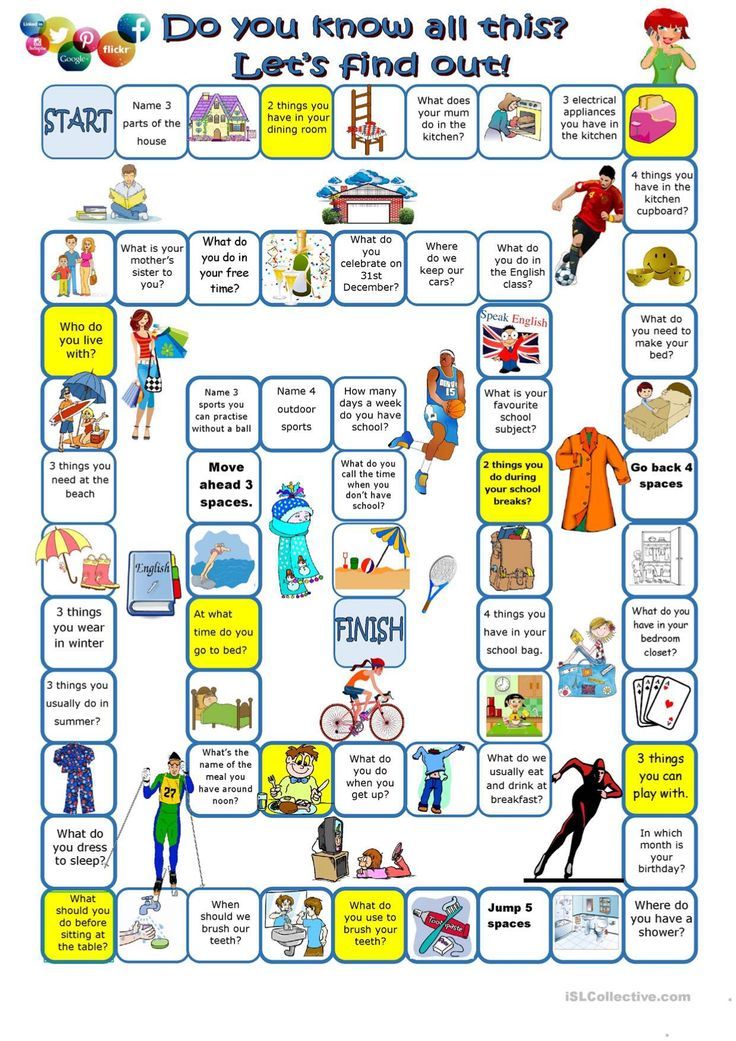 Do you know all this?
Let's find out!
Linked in
Google+
flickr
START
Name 3
parts of the
house
2 things you
have in your
dining room
What does
your mum
do in the
kitchen?
3 electrical
appliances
you have in
the kitchen
4 things you
have in the
kitchen
cupboard?
What is your
mother's
sister to
you?
What do
you do in
your free
time?
What do
you
celebrate on
31st
December?
Where
do we
keep our
cars?
What do
you do in
the English
class?
Who do
you live
with?
Speak English
What do
you need to
make your
bed?
Name 3
sports you
can practise
without a ball
Name 4
outdoor
sports
How many
days a week
do you have
school?
What is your
favourite
school
subject?
3 things you
need at the
beach
Move
ahead 3
spaces.
What do you
call the time
when you
don't have
school?
2 things you
do during
your school
breaks?
Go back 4
spaces
English
3 things
you wear
in winter
At what
time do you
go to bed?
FINISH
4 things you
have in your
school bag.
What do you
have in your
bedroom
closet?
3 things you
usually do in
summer?
What's the
name of the
meal you
have around
noon?
What do
you do
when you
get up?
What do we
usually eat
and drink at
breakfast?
3 things
you can
play with.
27
What do
you dress
to sleep?
In which
month is
your
birthday?
What
should you
do before
sitting at
the table?
When
should we
brush our
teeth?
What do
you use to
brush your
teeth?
Toothpaste
Jump 5
spaces
Where do
you have a
shower?
iSLCollective.com